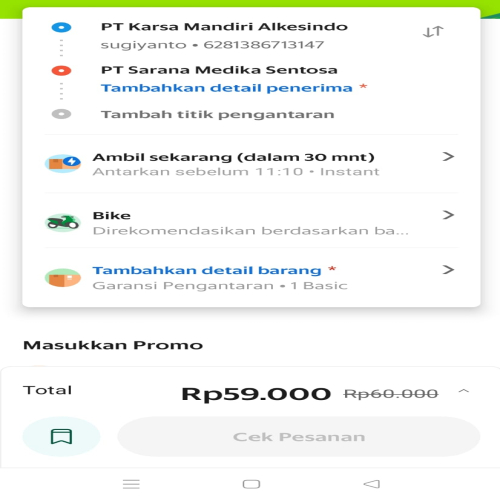 PT Karsa Mandiri Alkesindo
sugiyanto • 6281386713147
PT Sarana Medika Sentosa
Tambahkan detail penerima *
Tambah titik pengantaran
Ambil sekarang (dalam 30 mnt)
Antarkan sebelum 11:10 • Instant
Bike
Direkomendasikan berdasarkan ba...
Tambahkan detail barang *
Garansi Pengantaran • 1 Basic
Masukkan Promo
Total Rp59.000 Rp60.000
Cek Pesanan